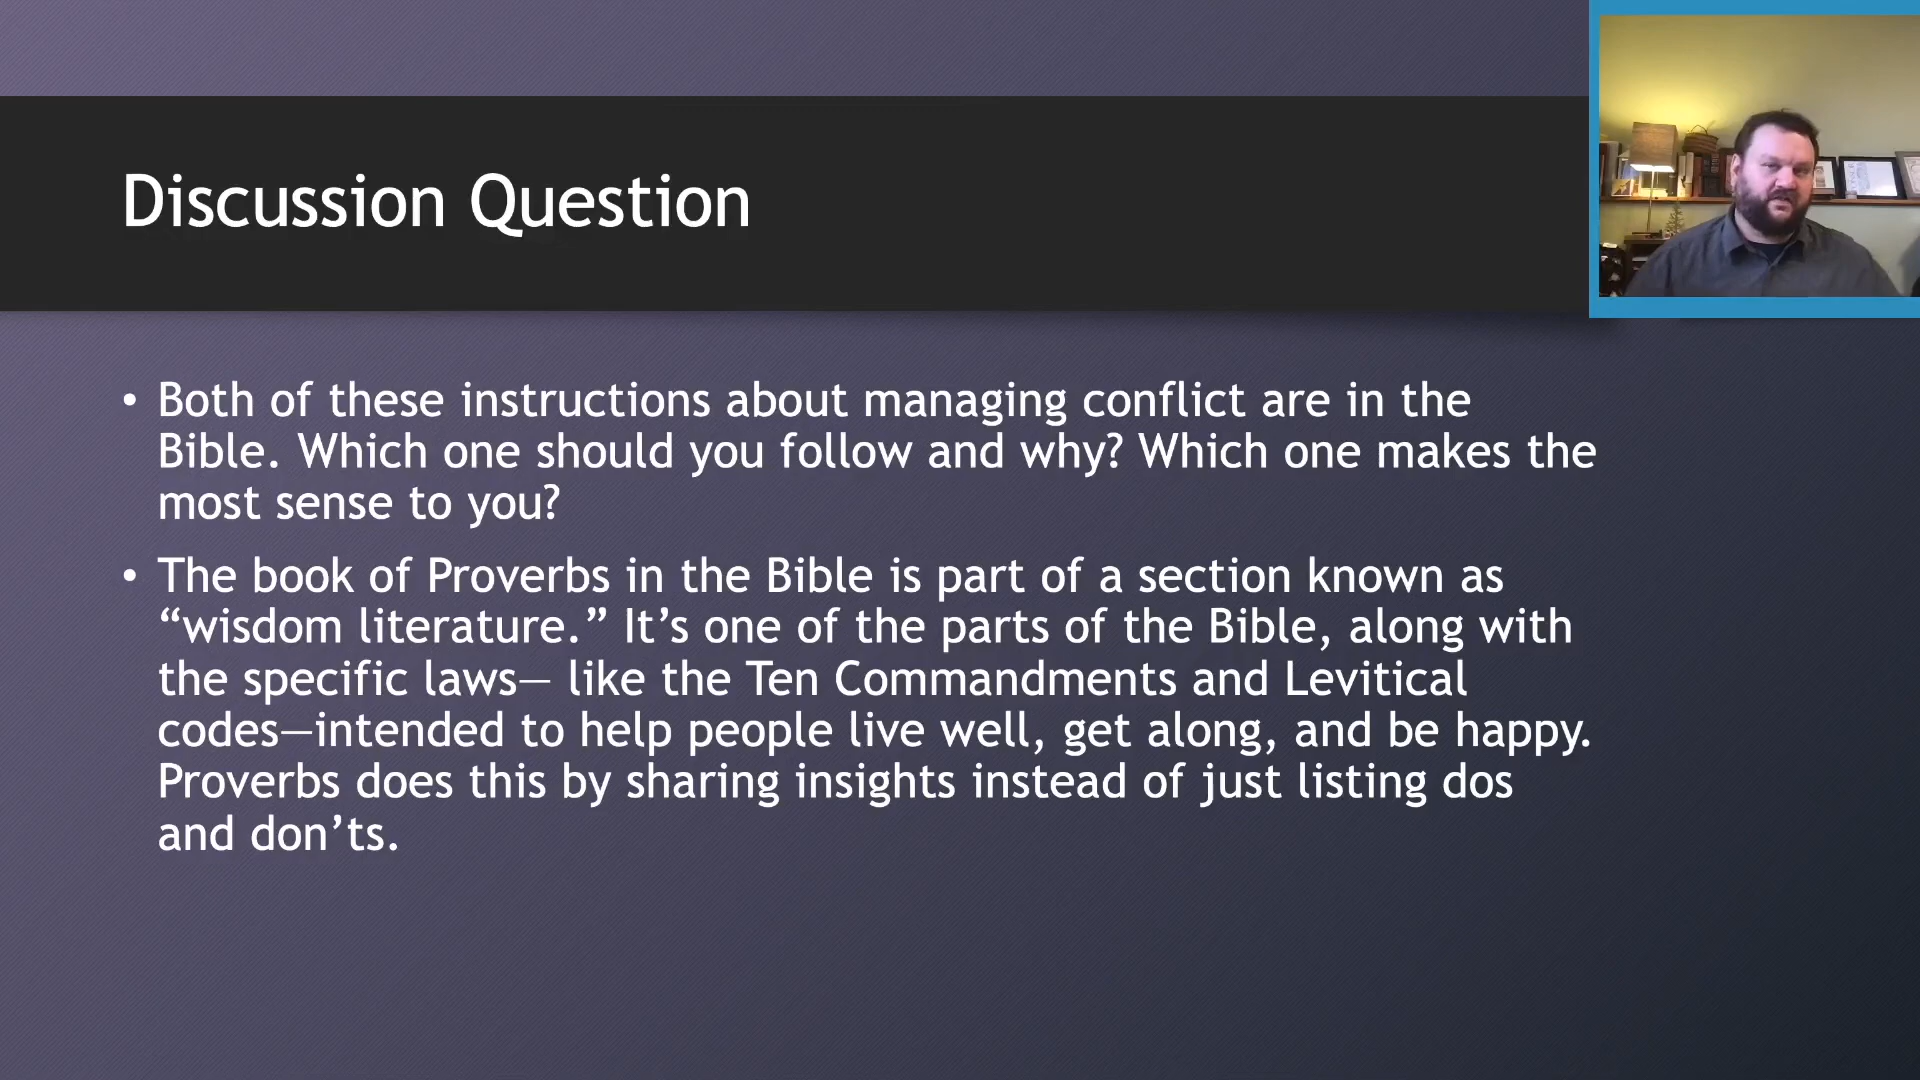 Discussion Question
• Both of these instructions about managing conflict are in the
Bible. Which one should you follow and why? Which one makes the
most sense to you?
• The book of Proverbs in the Bible is part of a section known as
“wisdom literature.” It’s one of the parts of the Bible, along with
the specific laws— like the Ten Commandments and Levitical
codes—intended to help people live well, get along, and be happy.
Proverbs does this by sharing insights instead of just listing dos
and don’ts.